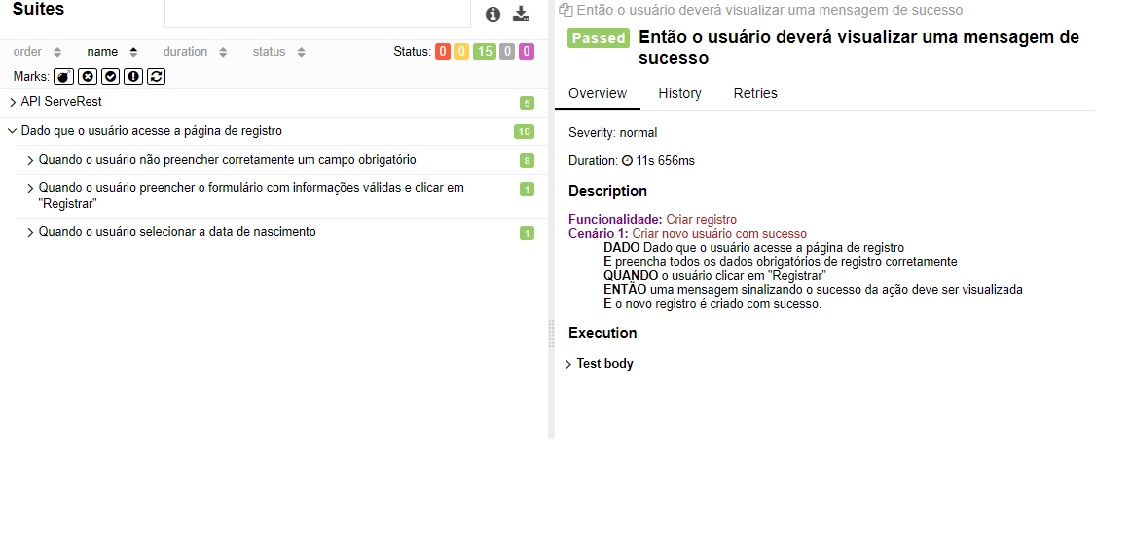 Suites
order name duration status Status: 0 0 15 0 0
Marks:
API ServeRest 5
Dado que o usuário acesse a página de registro 10
Quando o usuário não preencher corretamente um campo obrigatório 8
Quando o usuário preencher o formulário com informações válidas e clicar em
"Registrar" 1
Quando o usuário selecionar a data de nascimento 1
Então o usuário deverá visualizar uma mensagem de sucesso
Passed Então o usuário deverá visualizar uma mensagem de
sucesso
Overview History Retries
Severity: normal
Duration: 11s 656ms
Description
Funcionalidade: Criar registro
Cenário 1: Criar novo usuário com sucesso
DADO Dado que o usuário acesse a página de registro
E preencha todos os dados obrigatórios de registro corretamente
QUANDO o usuário clicar em "Registrar"
ENTÃO uma mensagem sinalizando o sucesso da ação deve ser visualizada
E o novo registro é criado com sucesso.
Execution
Test body